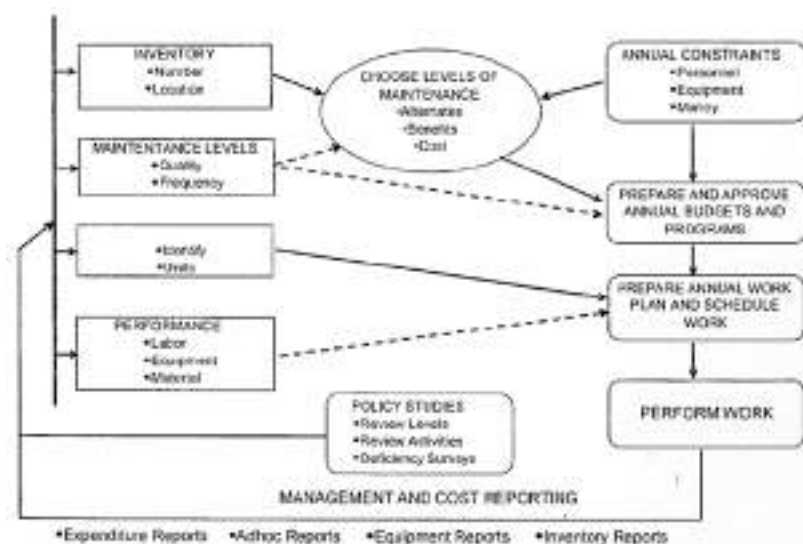 INVENTORY
•Number
•Location
MAINTENTANCE LEVELS
•Quality
•Frequency
•Identify
•Units
PERFORMANCE
•Labor
•Equipment
•Material
CHOOSE LEVELS OF
MAINTENANCE
•Alternates
•Benefits
•Cost
ANNUAL CONSTRAINTS
•Personnel
•Equipment
•Money
PREPARE AND APPROVE
ANNUAL BUDGETS AND
PROGRAMS
PREPARE ANNUAL WORK
PLAN AND SCHEDULE
WORK
PERFORM WORK
POLICY STUDIES
•Review Levels
•Review Activities
•Deficiency Surveys
MANAGEMENT AND COST REPORTING
•Expenditure Reports •Adhoc Reports •Equipment Reports •Inventory Reports